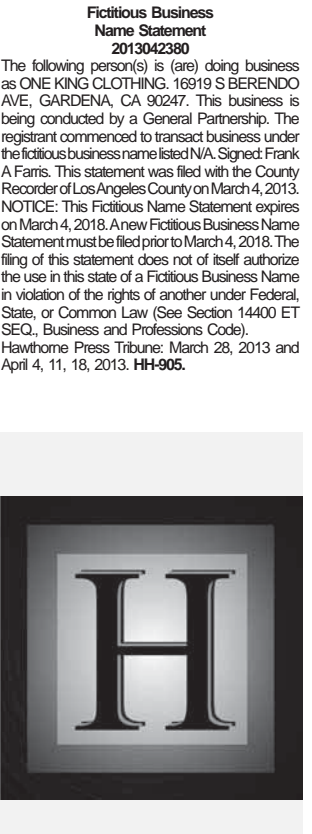 Fictitious Business
Name Statement
2013042380
The following person(s) is (are) doing business
as ONE KING CLOTHING. 16919 S BERENDO
AVE, GARDENA, CA 90247. This business is
being conducted by a General Partnership. The
registrant commenced to transact business under
the fictitious business name listed N/A. Signed: Frank
A Farris. This statement was filed with the County
Recorder of Los Angeles County on March 4, 2013.
NOTICE: This Fictitious Name Statement expires
on March 4, 2018. A new Fictitious Business Name
Statement must be filed prior to March 4, 2018. The
filing of this statement does not of itself authorize
the use in this state of a Fictitious Business Name
in violation of the rights of another under Federal,
State, or Common Law (See Section 14400 ET
SEQ., Business and Professions Code).
Hawthorne Press Tribune: March 28, 2013 and
April 4, 11, 18, 2013. HH-905.
H